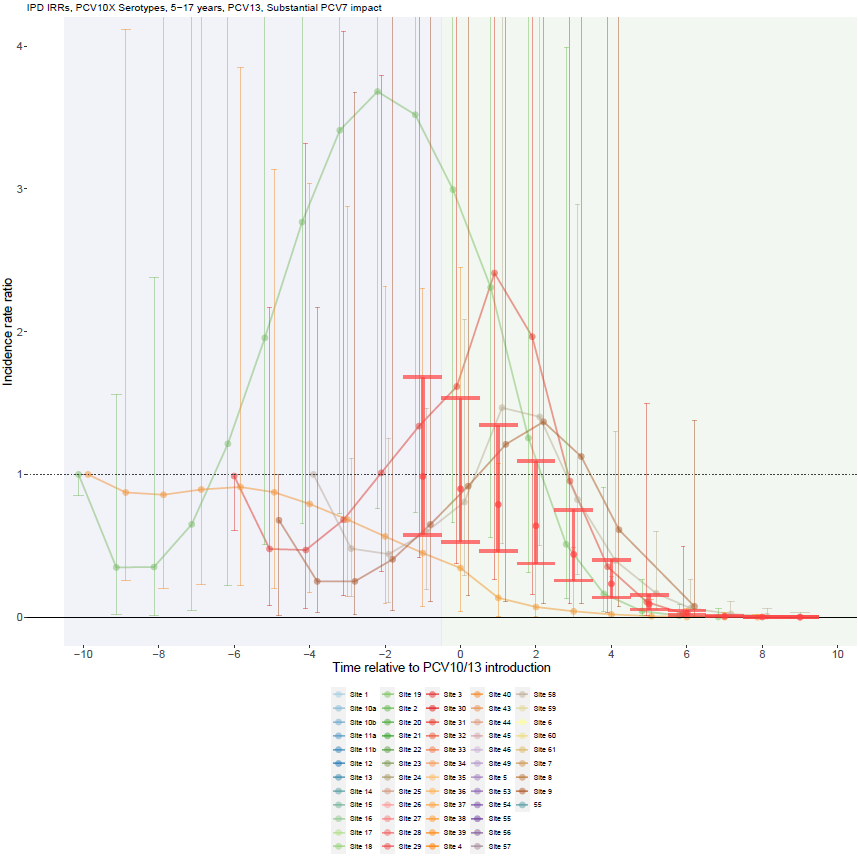 IPD IRRs, PCV10X Serotypes, 5−17 years, PCV13, Substantial PCV7 impact
Incidence rate ratio
4
3
2
1
0
−10 −8 −6 −4 −2 0 2 4 6 8 10
Time relative to PCV10/13 introduction
Site 1 Site 19 Site 3 Site 40 Site 58
Site 10a Site 2 Site 30 Site 43 Site 59
Site 10b Site 20 Site 31 Site 44 Site 6
Site 11a Site 21 Site 32 Site 45 Site 60
Site 11b Site 22 Site 33 Site 46 Site 61
Site 12 Site 23 Site 34 Site 49 Site 7
Site 13 Site 24 Site 35 Site 5 Site 8
Site 14 Site 25 Site 36 Site 53 Site 9
Site 15 Site 26 Site 37 Site 54 55
Site 16 Site 27 Site 38 Site 55
Site 17 Site 28 Site 39 Site 56
Site 18 Site 29 Site 4 Site 57